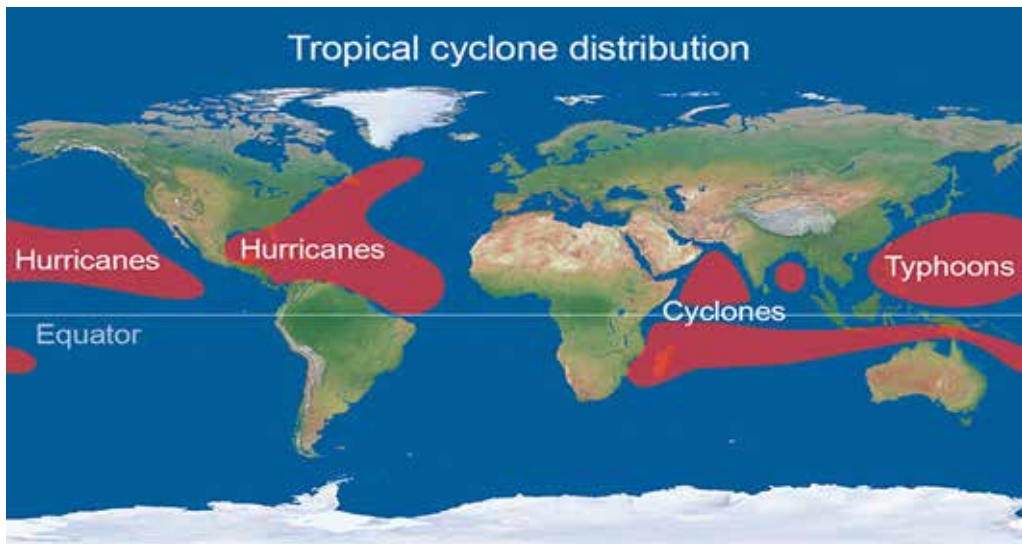 Tropical cyclone distribution
Hurricanes
Hurricanes
Typhoons
Cyclones
Equator